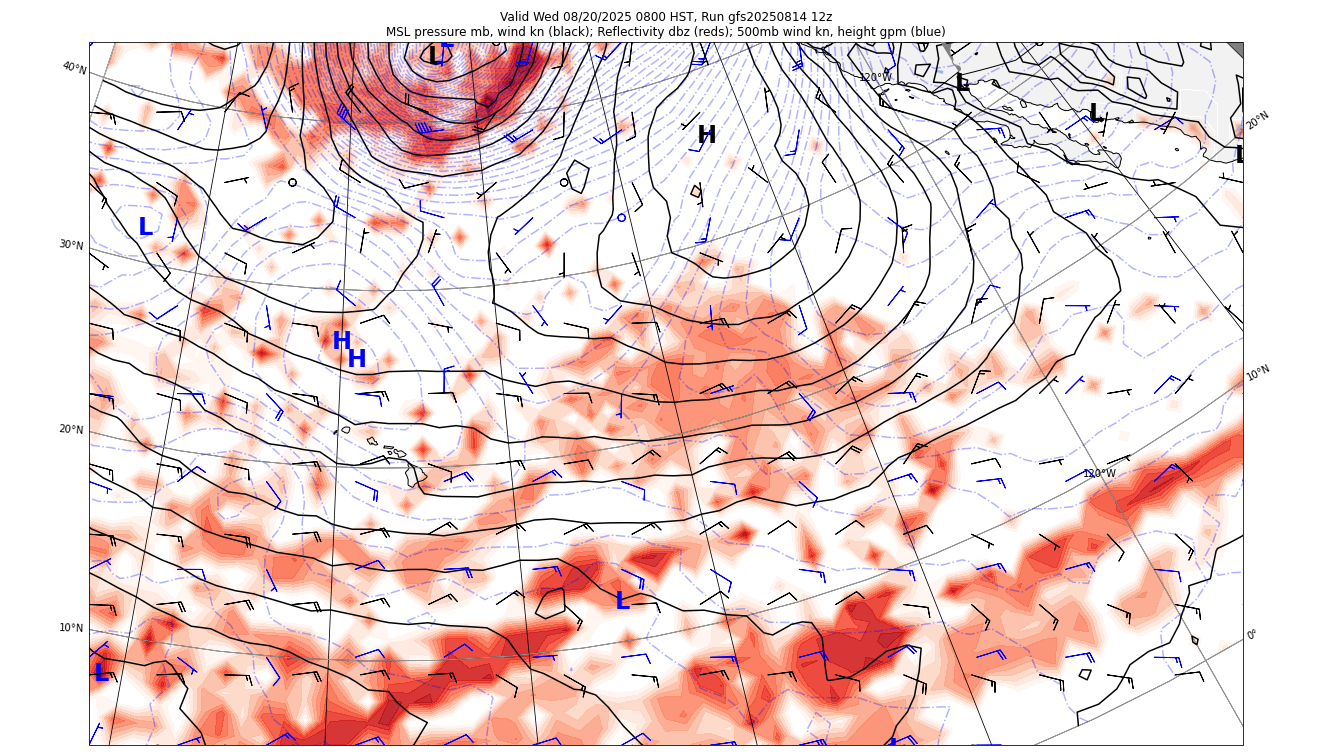 Valid Wed 08/20/2025 0800 HST, Run gfs20250814 12z
MSL pressure mb, wind kn (black); Reflectivity dbz (reds); 500mb wind kn, height gpm (blue)
L
L
40°N
120°W
L
L
20°N
H
L
L
30°N
H
H
10°N
20°N
120°W
L
10°N
0°
L
L